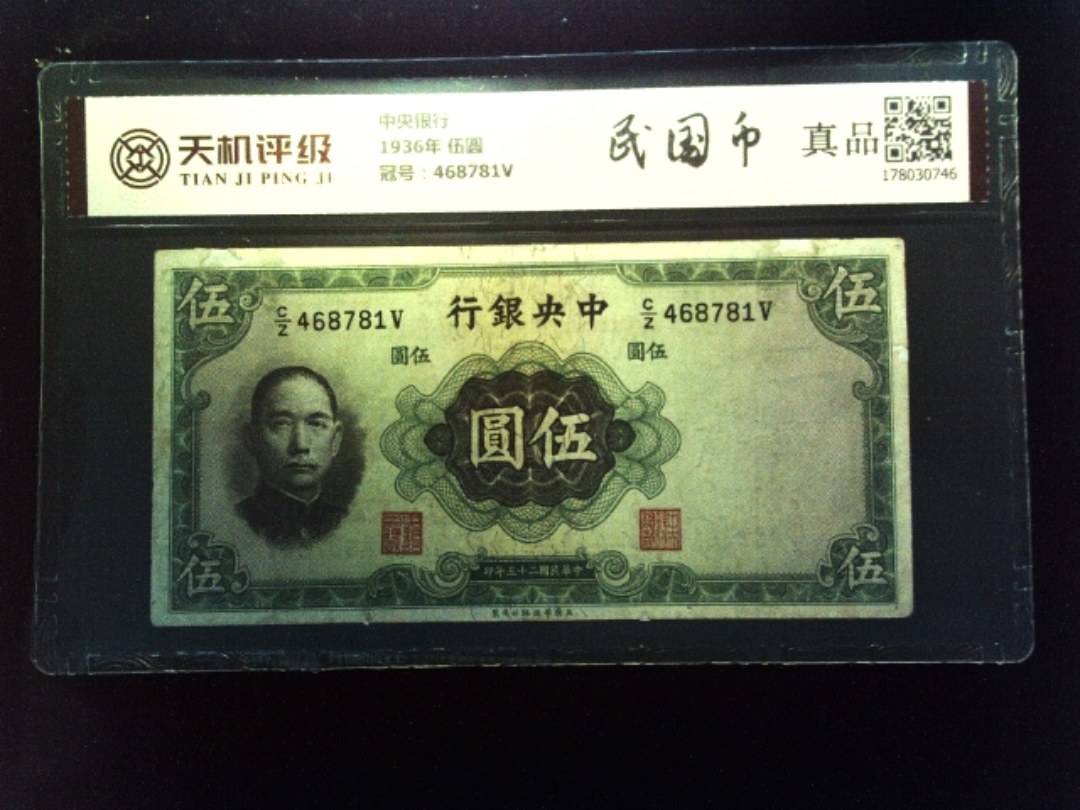 天机评级
TIAN JI PING JI
中央银行
1936年 伍圆
冠号：468781V
民国币
真品
178030746
伍
伍
C/Z 468781V
行銀央中
C/Z 468781V
圓伍
圓伍
圓伍
伍
伍
印年五十二國民華中